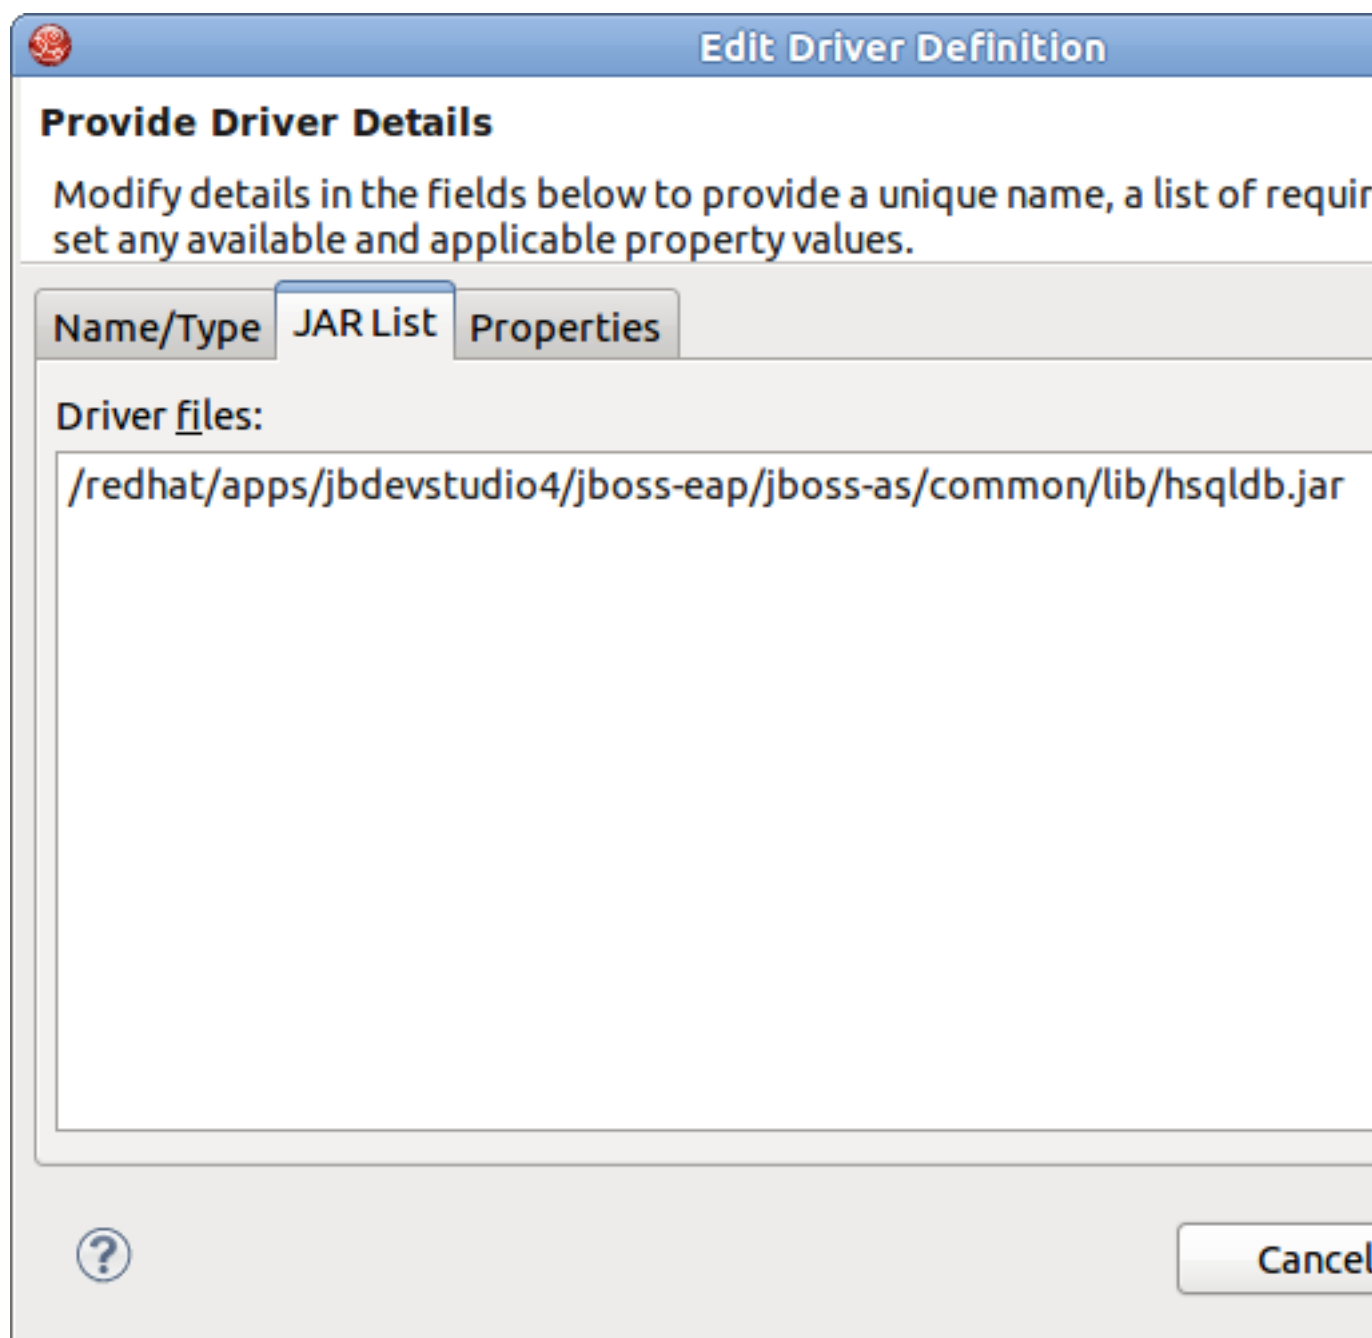 Edit Driver Definition
Provide Driver Details
Modify details in the fields below to provide a unique name, a list of requir
set any available and applicable property values.
Name/Type JAR List Properties
Driver files:
/redhat/apps/jbdevstudio4/jboss-eap/jboss-as/common/lib/hsqldb.jar
?
Cancel